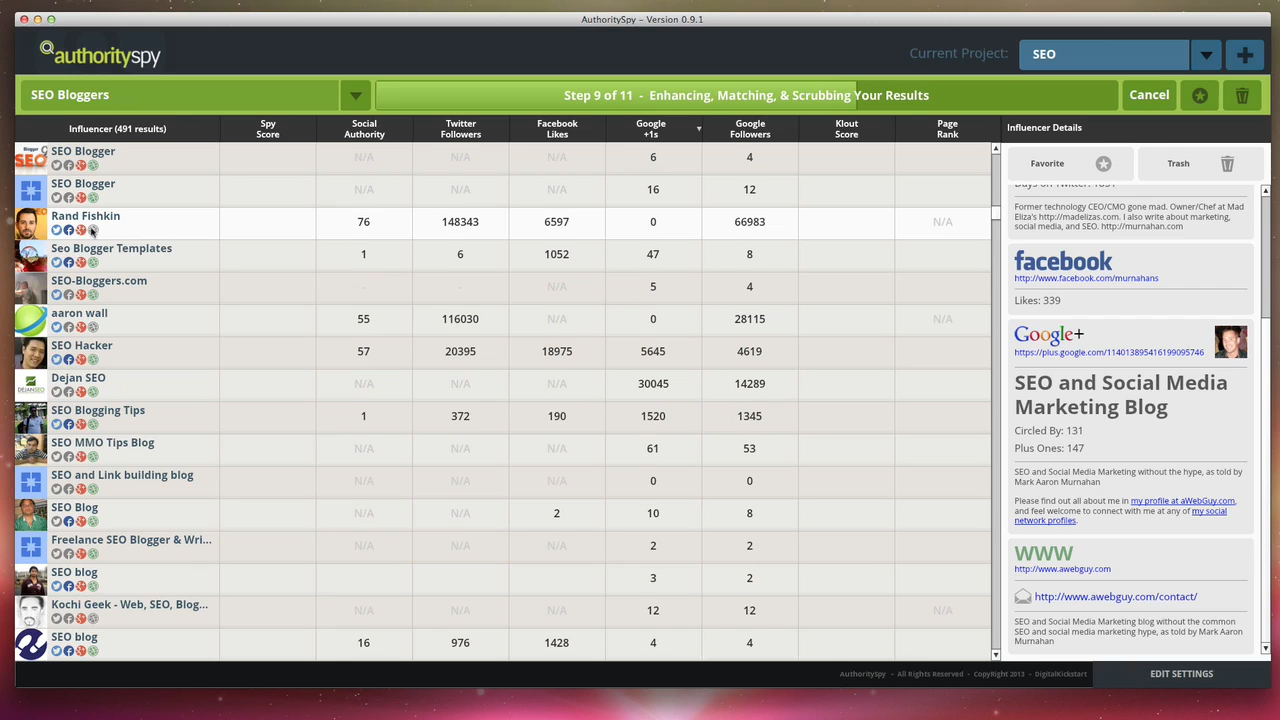 AuthoritySpy – Version 0.9.1
authorityspy
Current Project:
SEO
SEO Bloggers
Step 9 of 11 - Enhancing, Matching, & Scrubbing Your Results
Cancel
Influencer (491 results)
Spy Score
Social Authority
Twitter Followers
Facebook Likes
Google +1s
Google Followers
Klout Score
Page Rank
Influencer Details
SEO Blogger N/A N/A N/A 6 4
SEO Blogger N/A N/A N/A 16 12
Rand Fishkin 76 148343 6597 0 66983 N/A
Seo Blogger Templates 1 6 1052 47 8
SEO-Bloggers.com - - N/A 5 4
aaron wall 55 116030 N/A 0 28115 N/A
SEO Hacker 57 20395 18975 5645 4619
Dejan SEO N/A N/A N/A 30045 14289
SEO Blogging Tips 1 372 190 1520 1345
SEO MMO Tips Blog N/A N/A N/A 61 53
SEO and Link building blog N/A N/A N/A 0 0
SEO Blog N/A N/A 2 10 8
Freelance SEO Blogger & Wri... N/A N/A N/A 2 2
SEO blog 3 2
Kochi Geek - Web, SEO, Blog... N/A N/A N/A 12 12 N/A
SEO blog 16 976 1428 4 4
Favorite
Trash
Days on Twitter: 1851
Former technology CEO/CMO gone mad. Owner/Chef at Mad
Eliza's http://madelizas.com. I also write about marketing,
social media, and SEO. http://murnahan.com
facebook
http://www.facebook.com/murnahans
Likes: 339
Google+
https://plus.google.com/114013895416199095746
SEO and Social Media
Marketing Blog
Circled By: 131
Plus Ones: 147
SEO and Social Media Marketing without the hype, as told by
Mark Aaron Murnahan
Please find out all about me in my profile at aWebGuy.com,
and feel welcome to connect with me at any of my social
network profiles.
WWW
http://www.awebguy.com
http://www.awebguy.com/contact/
SEO and Social Media Marketing blog without the common
SEO and social media marketing hype, as told by Mark Aaron
Murnahan
AuthoritySpy - All Rights Reserved - CopyRight 2013 - DigitalKickstart
EDIT SETTINGS